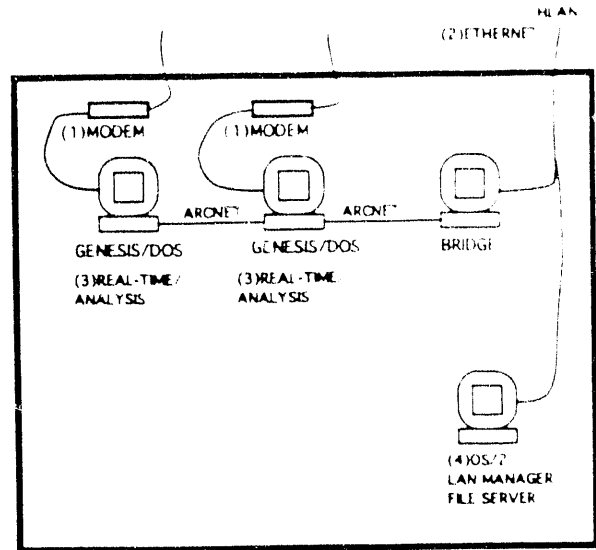 HLAN
(2)ETHERNET
(1)MODEM
(1)MODEM
ARCNET
ARCNET
GENESIS/DOS
GENESIS/DOS
BRIDGE
(3)REAL-TIME/
ANALYSIS
(3)REAL-TIME/
ANALYSIS
(4)OS/2
LAN MANAGER
FILE SERVER